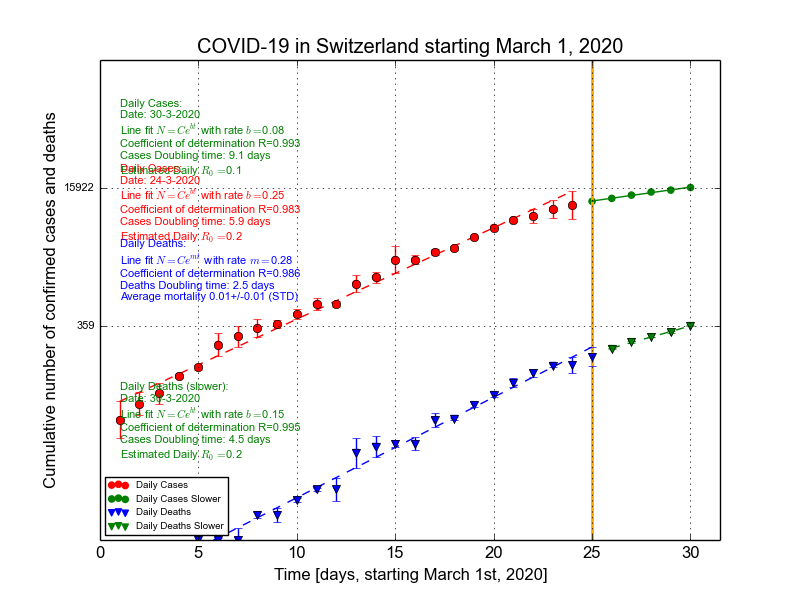 COVID-19 in Switzerland starting March 1, 2020
Cumulative number of confirmed cases and deaths
15922
359
Daily Cases:
Date: 30-3-2020
Line fit N = Ce^{bt} with rate b =0.08
Coefficient of determination R=0.993
Cases Doubling time: 9.1 days
Estimated Daily R_0 =0.1
Daily Cases:
Date: 24-3-2020
Line fit N = Ce^{bt} with rate b =0.25
Coefficient of determination R=0.983
Cases Doubling time: 5.9 days
Estimated Daily R_0 =0.2
Daily Deaths:
Line fit N = Ce^{mt} with rate m =0.28
Coefficient of determination R=0.986
Deaths Doubling time: 2.5 days
Average mortality 0.01+/-0.01 (STD)
Daily Deaths (slower):
Date: 30-3-2020
Line fit N = Ce^{bt} with rate b =0.15
Coefficient of determination R=0.995
Cases Doubling time: 4.5 days
Estimated Daily R_0 =0.2
Daily Cases
Daily Cases Slower
Daily Deaths
Daily Deaths Slower
0 5 10 15 20 25 30
Time [days, starting March 1st, 2020]